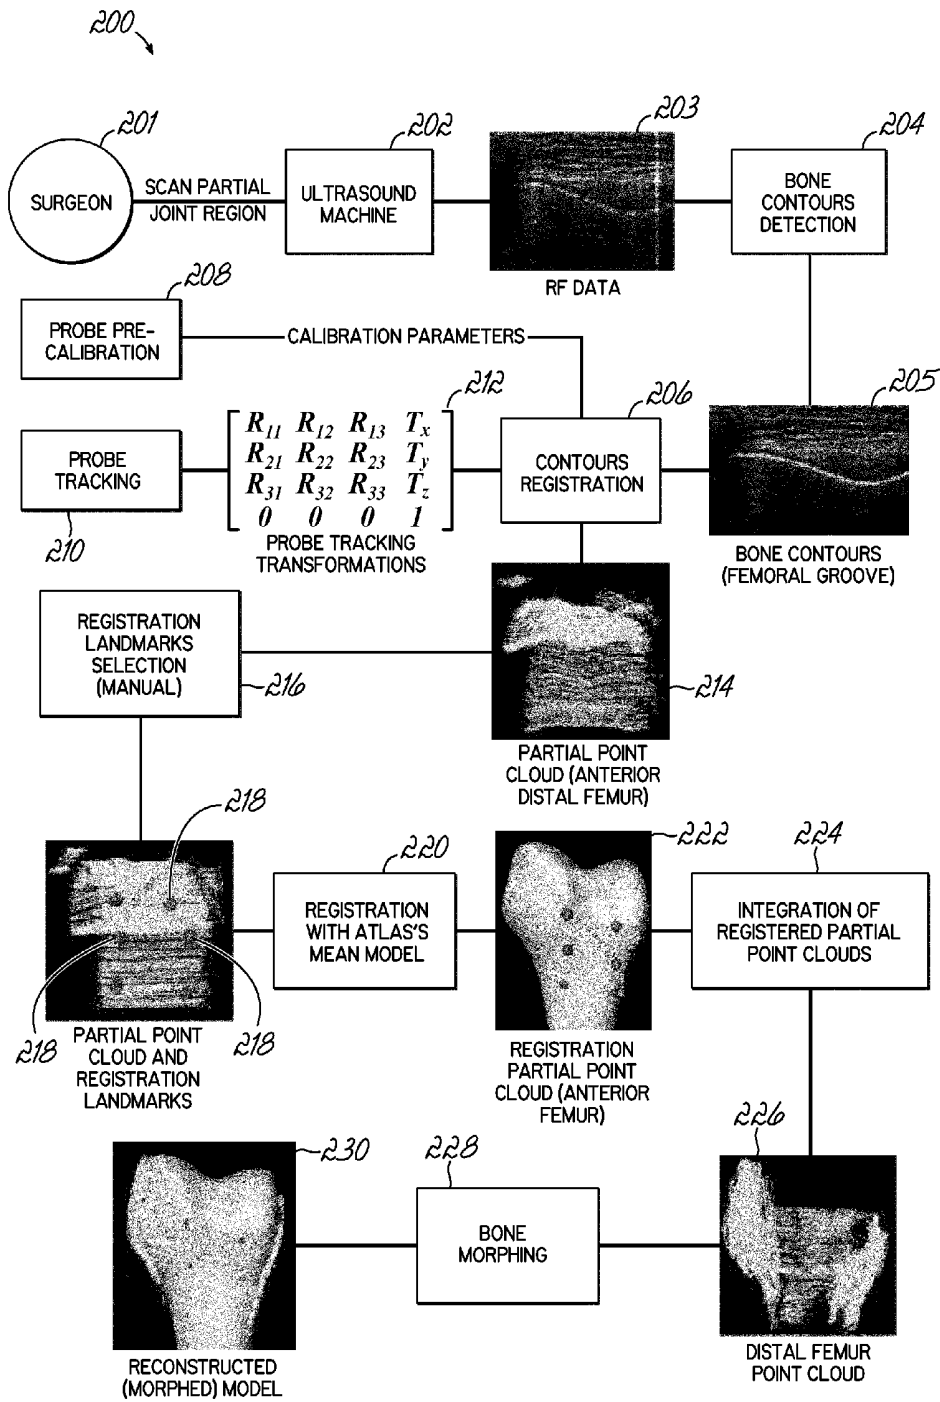 200
201
SURGEON
SCAN PARTIAL
JOINT REGION
202
ULTRASOUND
MACHINE
203
RF DATA
204
BONE
CONTOURS
DETECTION
208
PROBE PRE-
CALIBRATION
CALIBRATION PARAMETERS
205
BONE CONTOURS
(FEMORAL GROOVE)
206
CONTOURS
REGISTRATION
212
R11 R12 R13 Tx
R21 R22 R23 Ty
R31 R32 R33 Tz
0 0 0 1
PROBE TRACKING
TRANSFORMATIONS
PROBE
TRACKING
210
214
PARTIAL POINT
CLOUD (ANTERIOR
DISTAL FEMUR)
REGISTRATION
LANDMARKS
SELECTION
(MANUAL)
216
218
218
218
PARTIAL POINT
CLOUD AND
REGISTRATION
LANDMARKS
220
REGISTRATION
WITH ATLAS'S
MEAN MODEL
222
REGISTRATION
PARTIAL POINT
CLOUD (ANTERIOR
FEMUR)
224
INTEGRATION OF
REGISTERED PARTIAL
POINT CLOUDS
226
DISTAL FEMUR
POINT CLOUD
228
BONE
MORPHING
230
RECONSTRUCTED
(MORPHED) MODEL